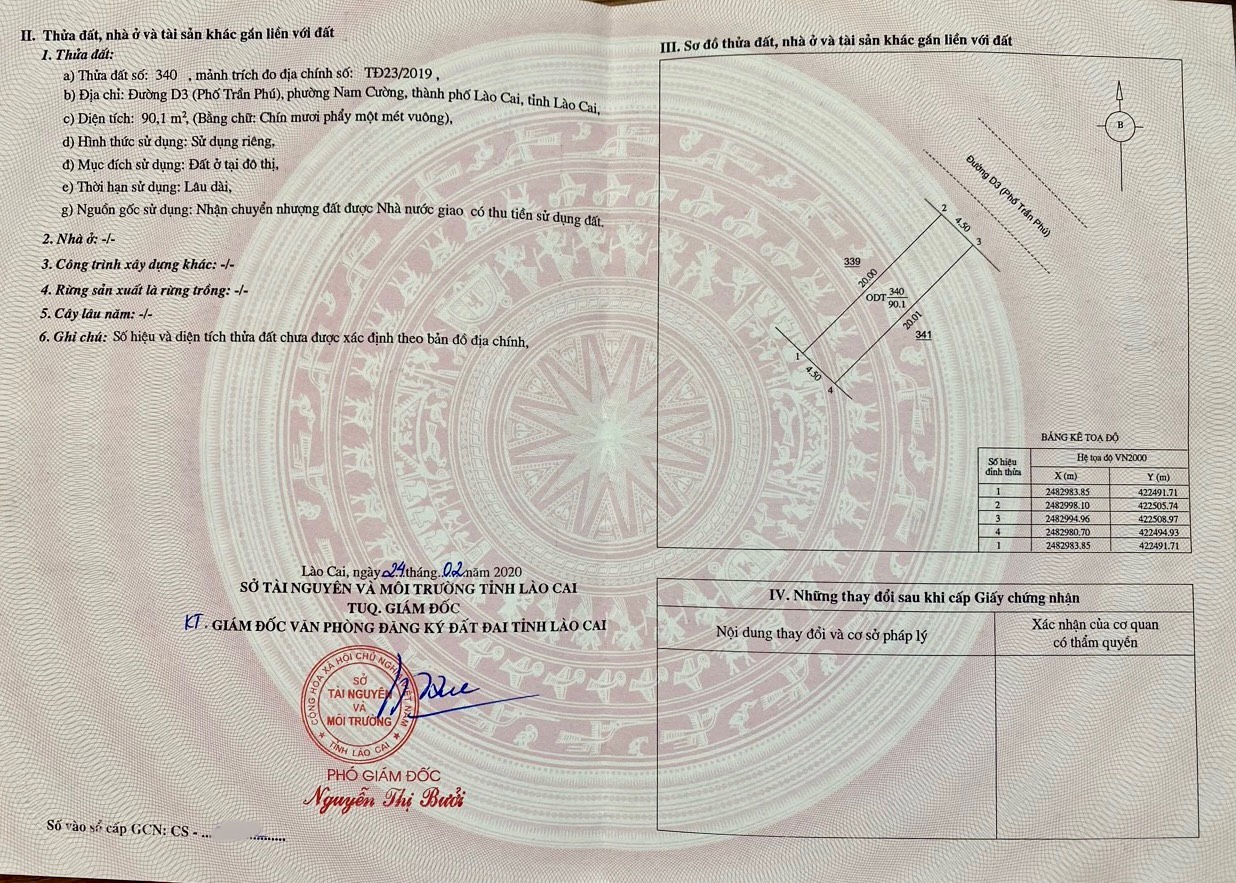 II. Thửa đất, nhà ở và tài sản khác gắn liền với đất
1. Thửa đất:
a) Thửa đất số: 340 , mảnh trích đo địa chính số: TĐ23/2019 ,
b) Địa chỉ: Đường D3 (Phố Trần Phú), phường Nam Cường, thành phố Lào Cai, tỉnh Lào Cai,
c) Diện tích: 90,1 m², (Bằng chữ: Chín mươi phẩy một mét vuông),
d) Hình thức sử dụng: Sử dụng riêng,
đ) Mục đích sử dụng: Đất ở tại đô thị,
e) Thời hạn sử dụng: Lâu dài,
g) Nguồn gốc sử dụng: Nhận chuyển nhượng đất được Nhà nước giao có thu tiền sử dụng đất,
2. Nhà ở: -/-
3. Công trình xây dựng khác: -/-
4. Rừng sản xuất là rừng trồng: -/-
5. Cây lâu năm: -/-
6. Ghi chú: Số hiệu và diện tích thửa đất chưa được xác định theo bản đồ địa chính,
Lào Cai, ngày 24 tháng 02 năm 2020
SỞ TÀI NGUYÊN VÀ MÔI TRƯỜNG TỈNH LÀO CAI
TUQ. GIÁM ĐỐC
KT. GIÁM ĐỐC VĂN PHÒNG ĐĂNG KÝ ĐẤT ĐAI TỈNH LÀO CAI
CỘNG HÒA XÃ HỘI CHỦ NGHĨA VIỆT NAM
SỞ
TÀI NGUYÊN
VÀ
MÔI TRƯỜNG
TỈNH LÀO CAI
PHÓ GIÁM ĐỐC
Nguyễn Thị Bưởi
Số vào sổ cấp GCN: CS - ...
III. Sơ đồ thửa đất, nhà ở và tài sản khác gắn liền với đất
B
Đường D3 (Phố Trần Phú)
2
4.50
3
339
20.00
ODT 340
90.1
20.01
341
1
4.50
4
BẢNG KÊ TOẠ ĐỘ
Số hiệu đỉnh thửa Hệ tọa độ VN2000
X (m) Y (m)
1 2482983.85 422491.71
2 2482998.10 422505.74
3 2482994.96 422508.97
4 2482980.70 422494.93
1 2482983.85 422491.71
IV. Những thay đổi sau khi cấp Giấy chứng nhận
Nội dung thay đổi và cơ sở pháp lý
Xác nhận của cơ quan
có thẩm quyền